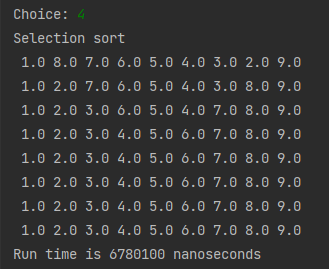 Choice: 4
Selection sort
1.0 8.0 7.0 6.0 5.0 4.0 3.0 2.0 9.0
1.0 2.0 7.0 6.0 5.0 4.0 3.0 8.0 9.0
1.0 2.0 3.0 6.0 5.0 4.0 7.0 8.0 9.0
1.0 2.0 3.0 4.0 5.0 6.0 7.0 8.0 9.0
1.0 2.0 3.0 4.0 5.0 6.0 7.0 8.0 9.0
1.0 2.0 3.0 4.0 5.0 6.0 7.0 8.0 9.0
1.0 2.0 3.0 4.0 5.0 6.0 7.0 8.0 9.0
1.0 2.0 3.0 4.0 5.0 6.0 7.0 8.0 9.0
Run time is 6780100 nanoseconds